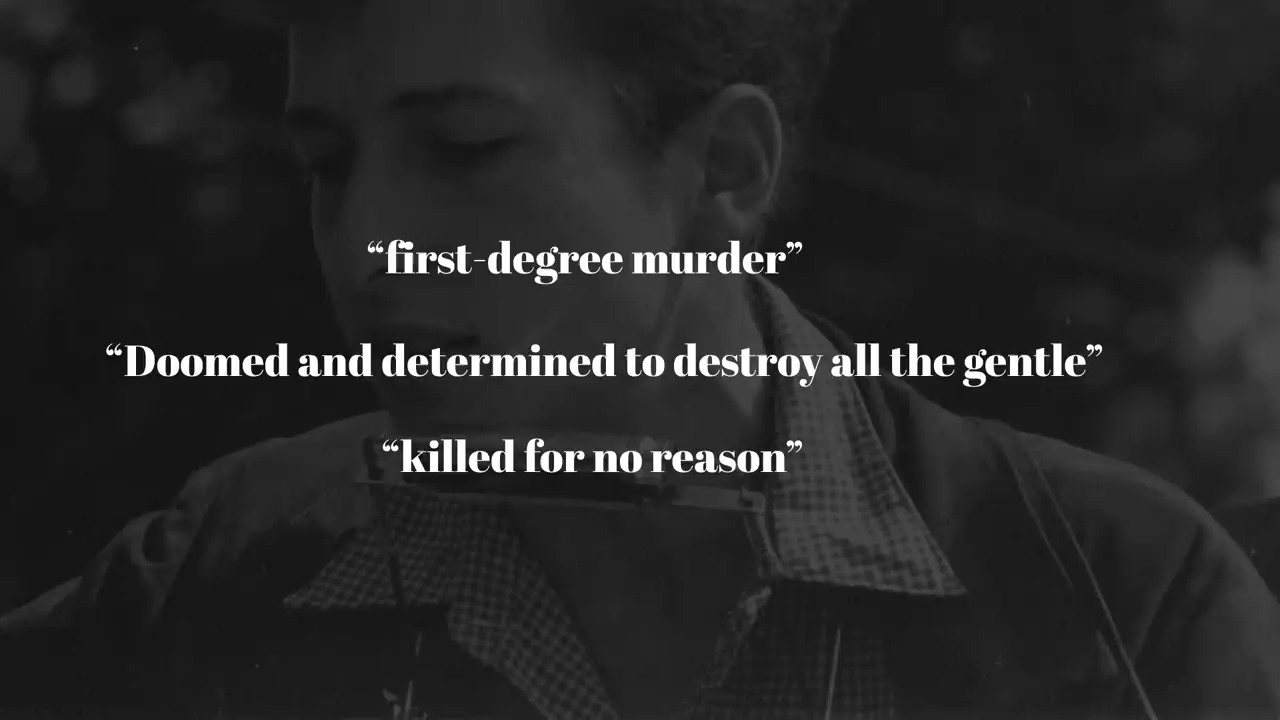 “first-degree murder”
“Doomed and determined to destroy all the gentle”
“killed for no reason”